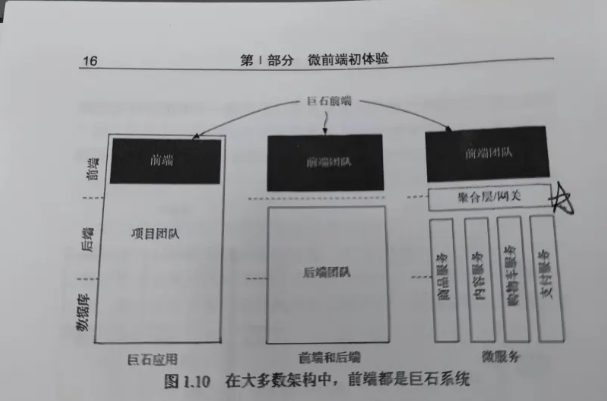 16
第 I 部分 微前端初体验
巨石前端
前端
前端
前端团队
前端团队
聚合层/网关
后端
项目团队
后端团队
商品服务
内容服务
购物车服务
支付服务
数据库
巨石应用
前端和后端
微服务
图 1.10 在大多数架构中，前端都是巨石系统